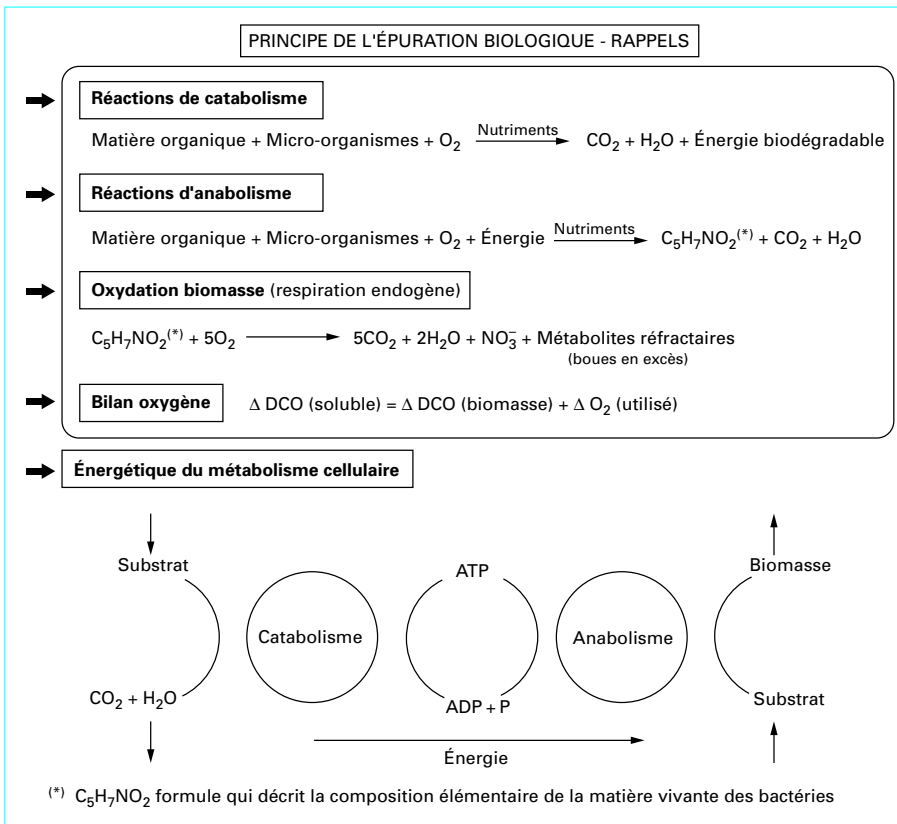 PRINCIPE DE L'ÉPURATION BIOLOGIQUE - RAPPELS
Réactions de catabolisme
Matière organique + Micro-organismes + O₂ Nutriments → CO₂ + H₂O + Énergie biodégradable
Réactions d'anabolisme
Matière organique + Micro-organismes + O₂ + Énergie Nutriments → C₅H₇NO₂⁽*⁾ + CO₂ + H₂O
Oxydation biomasse (respiration endogène)
C₅H₇NO₂⁽*⁾ + 5O₂ → 5CO₂ + 2H₂O + NO₃⁻ + Métabolites réfractaires
(boues en excès)
Bilan oxygène Δ DCO (soluble) = Δ DCO (biomasse) + Δ O₂ (utilisé)
Énergétique du métabolisme cellulaire
Substrat ATP Biomasse
Catabolisme Anabolisme
CO₂ + H₂O ADP + P Substrat
Énergie
(*) C₅H₇NO₂ formule qui décrit la composition élémentaire de la matière vivante des bactéries